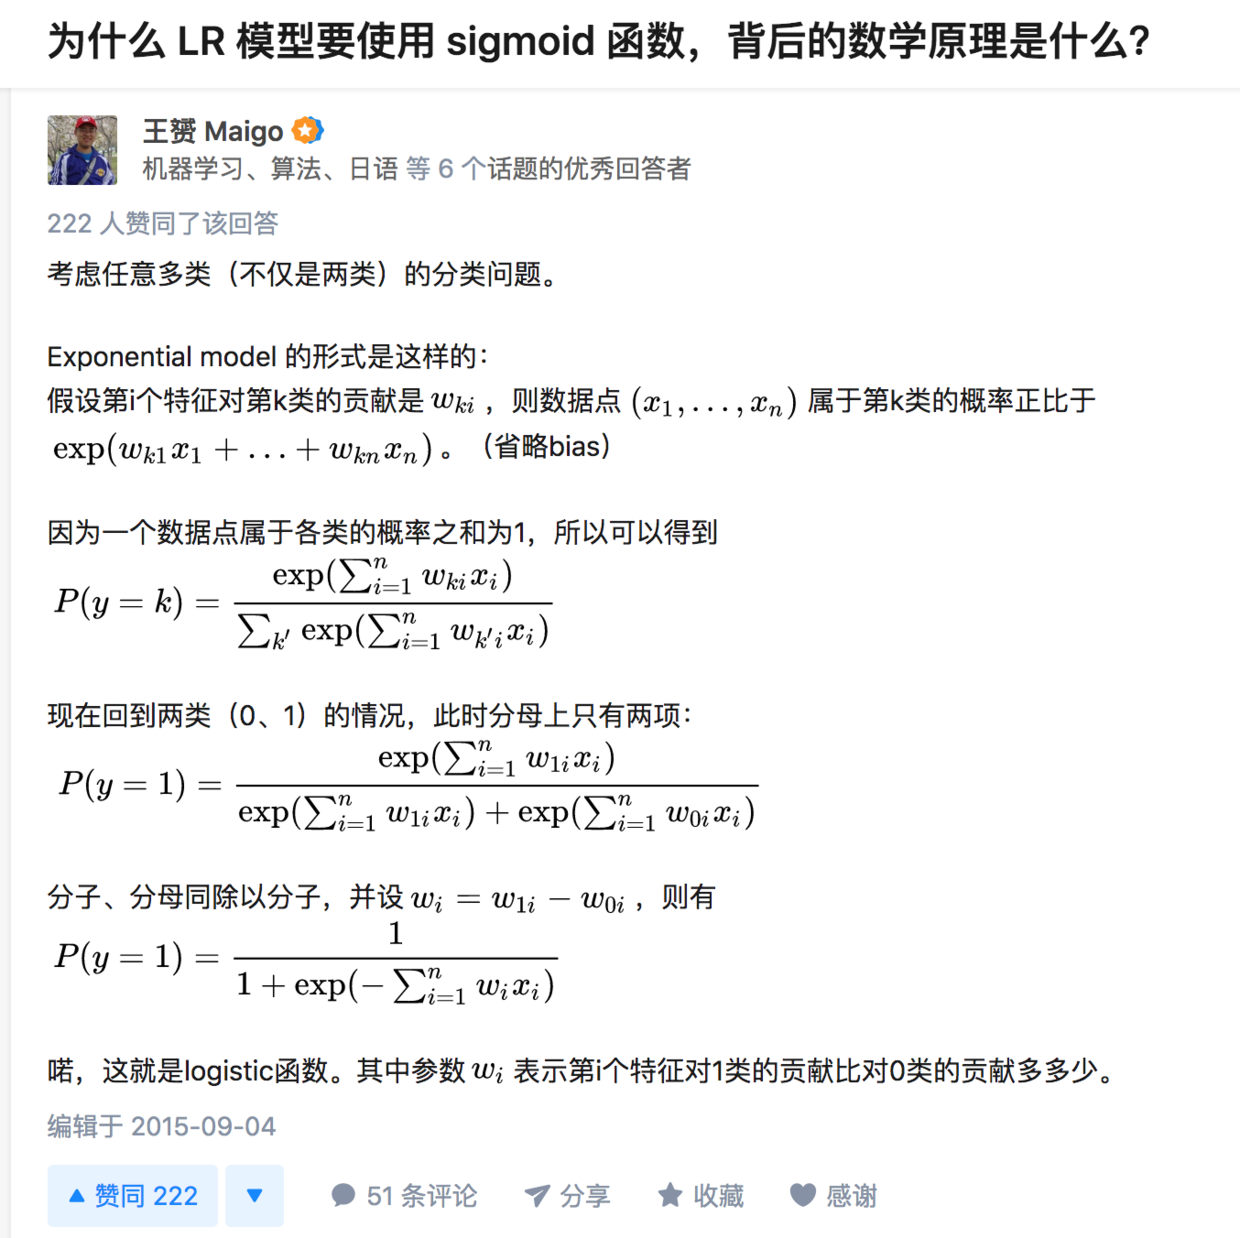 为什么 LR 模型要使用 sigmoid 函数，背后的数学原理是什么?
王赟 Maigo
机器学习、算法、日语 等 6 个话题的优秀回答者
222 人赞同了该回答
考虑任意多类（不仅是两类）的分类问题。
Exponential model 的形式是这样的：
假设第i个特征对第k类的贡献是 w_{ki} ，则数据点 (x_1, ..., x_n) 属于第k类的概率正比于
exp(w_{k1}x_1 + ... + w_{kn}x_n) 。（省略bias）
因为一个数据点属于各类的概率之和为1，所以可以得到
P(y = k) = \frac{exp(∑_{i=1}^n w_{ki}x_i)}{∑_{k'} exp(∑_{i=1}^n w_{k'i}x_i)}
现在回到两类（0、1）的情况，此时分母上只有两项：
P(y = 1) = \frac{exp(∑_{i=1}^n w_{1i}x_i)}{exp(∑_{i=1}^n w_{1i}x_i) + exp(∑_{i=1}^n w_{0i}x_i)}
分子、分母同除以分子，并设 w_i = w_{1i} − w_{0i} ，则有
P(y = 1) = \frac{1}{1 + exp(−∑_{i=1}^n w_ix_i)}
喏，这就是logistic函数。其中参数 w_i 表示第i个特征对1类的贡献比对0类的贡献多多少。
编辑于 2015-09-04
赞同 222 51 条评论 分享 收藏 感谢